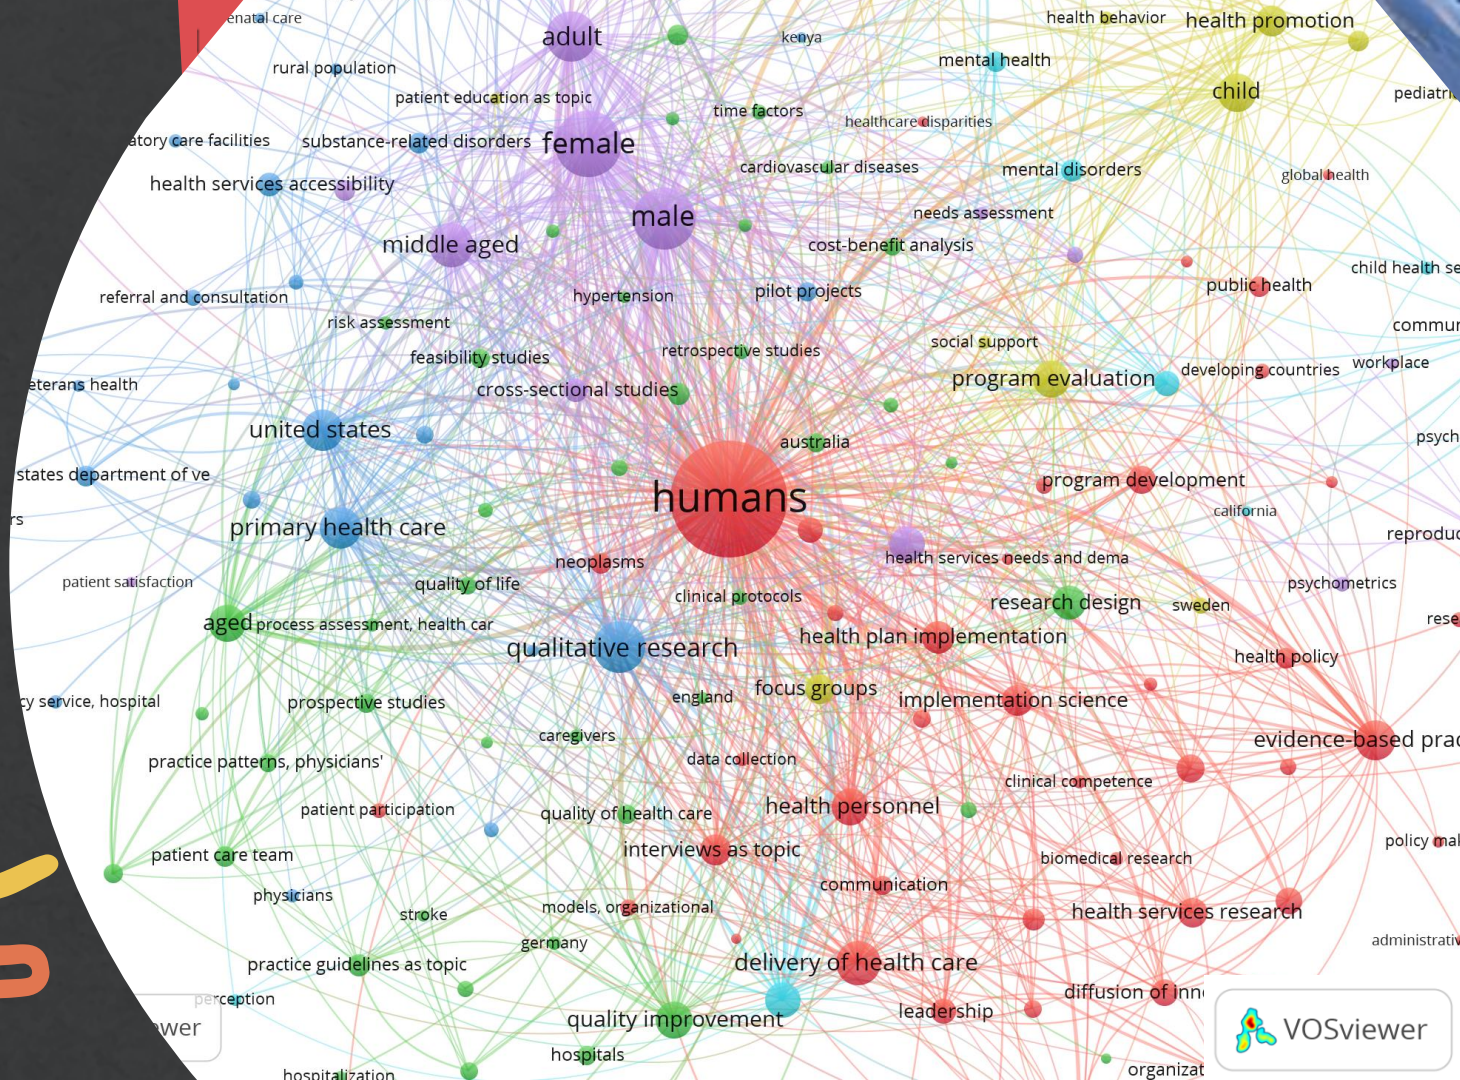 enatal care
adult
kenya
health behavior
health promotion
rural population
mental health
patient education as topic
child
pediatri
time factors
healthcare disparities
atory care facilities
substance-related disorders
female
cardiovascular diseases
mental disorders
global health
health services accessibility
male
needs assessment
middle aged
cost-benefit analysis
child health se
referral and consultation
hypertension
pilot projects
public health
risk assessment
commun
feasibility studies
retrospective studies
social support
developing countries
workplace
eterans health
cross-sectional studies
program evaluation
united states
australia
psych
states department of ve
program development
humans
california
rs
primary health care
reproduc
neoplasms
health services needs and dema
patient satisfaction
quality of life
psychometrics
clinical protocols
research design
sweden
aged
process assessment, health car
rese
qualitative research
health plan implementation
health policy
cy service, hospital
prospective studies
england
focus groups
implementation science
caregivers
evidence-based prac
practice patterns, physicians'
data collection
clinical competence
patient participation
quality of health care
health personnel
policy mak
patient care team
interviews as topic
biomedical research
physicians
communication
stroke
models, organizational
health services research
germany
administrativ
practice guidelines as topic
delivery of health care
perception
diffusion of inno
leadership
quality improvement
ewer
VOSviewer
hospitals
hospitalization
organizat